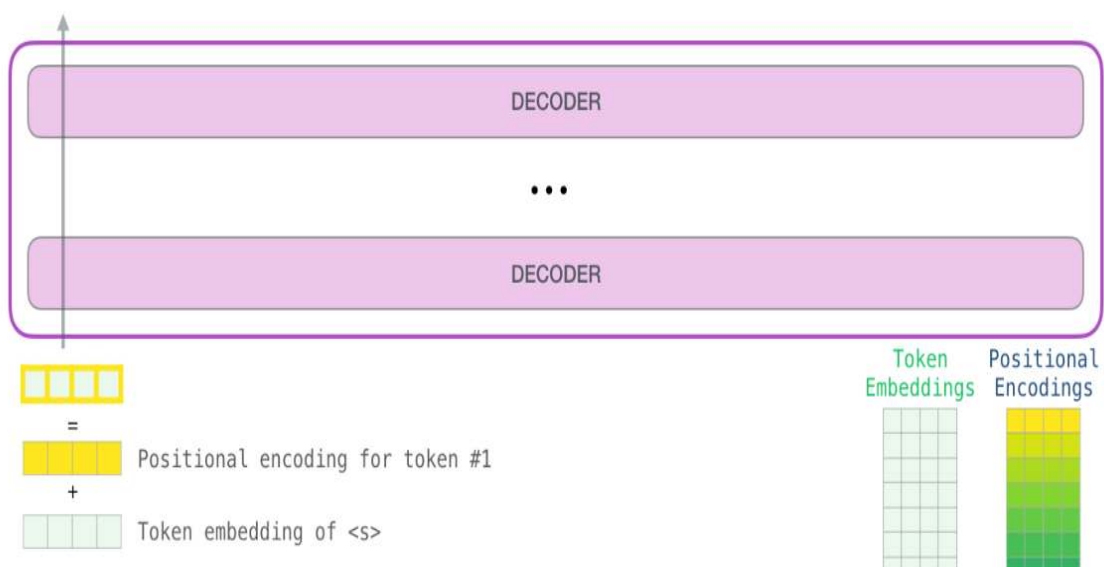 DECODER
...
DECODER
Token Embeddings
Positional Encodings
=
Positional encoding for token #1
+
Token embedding of <s>